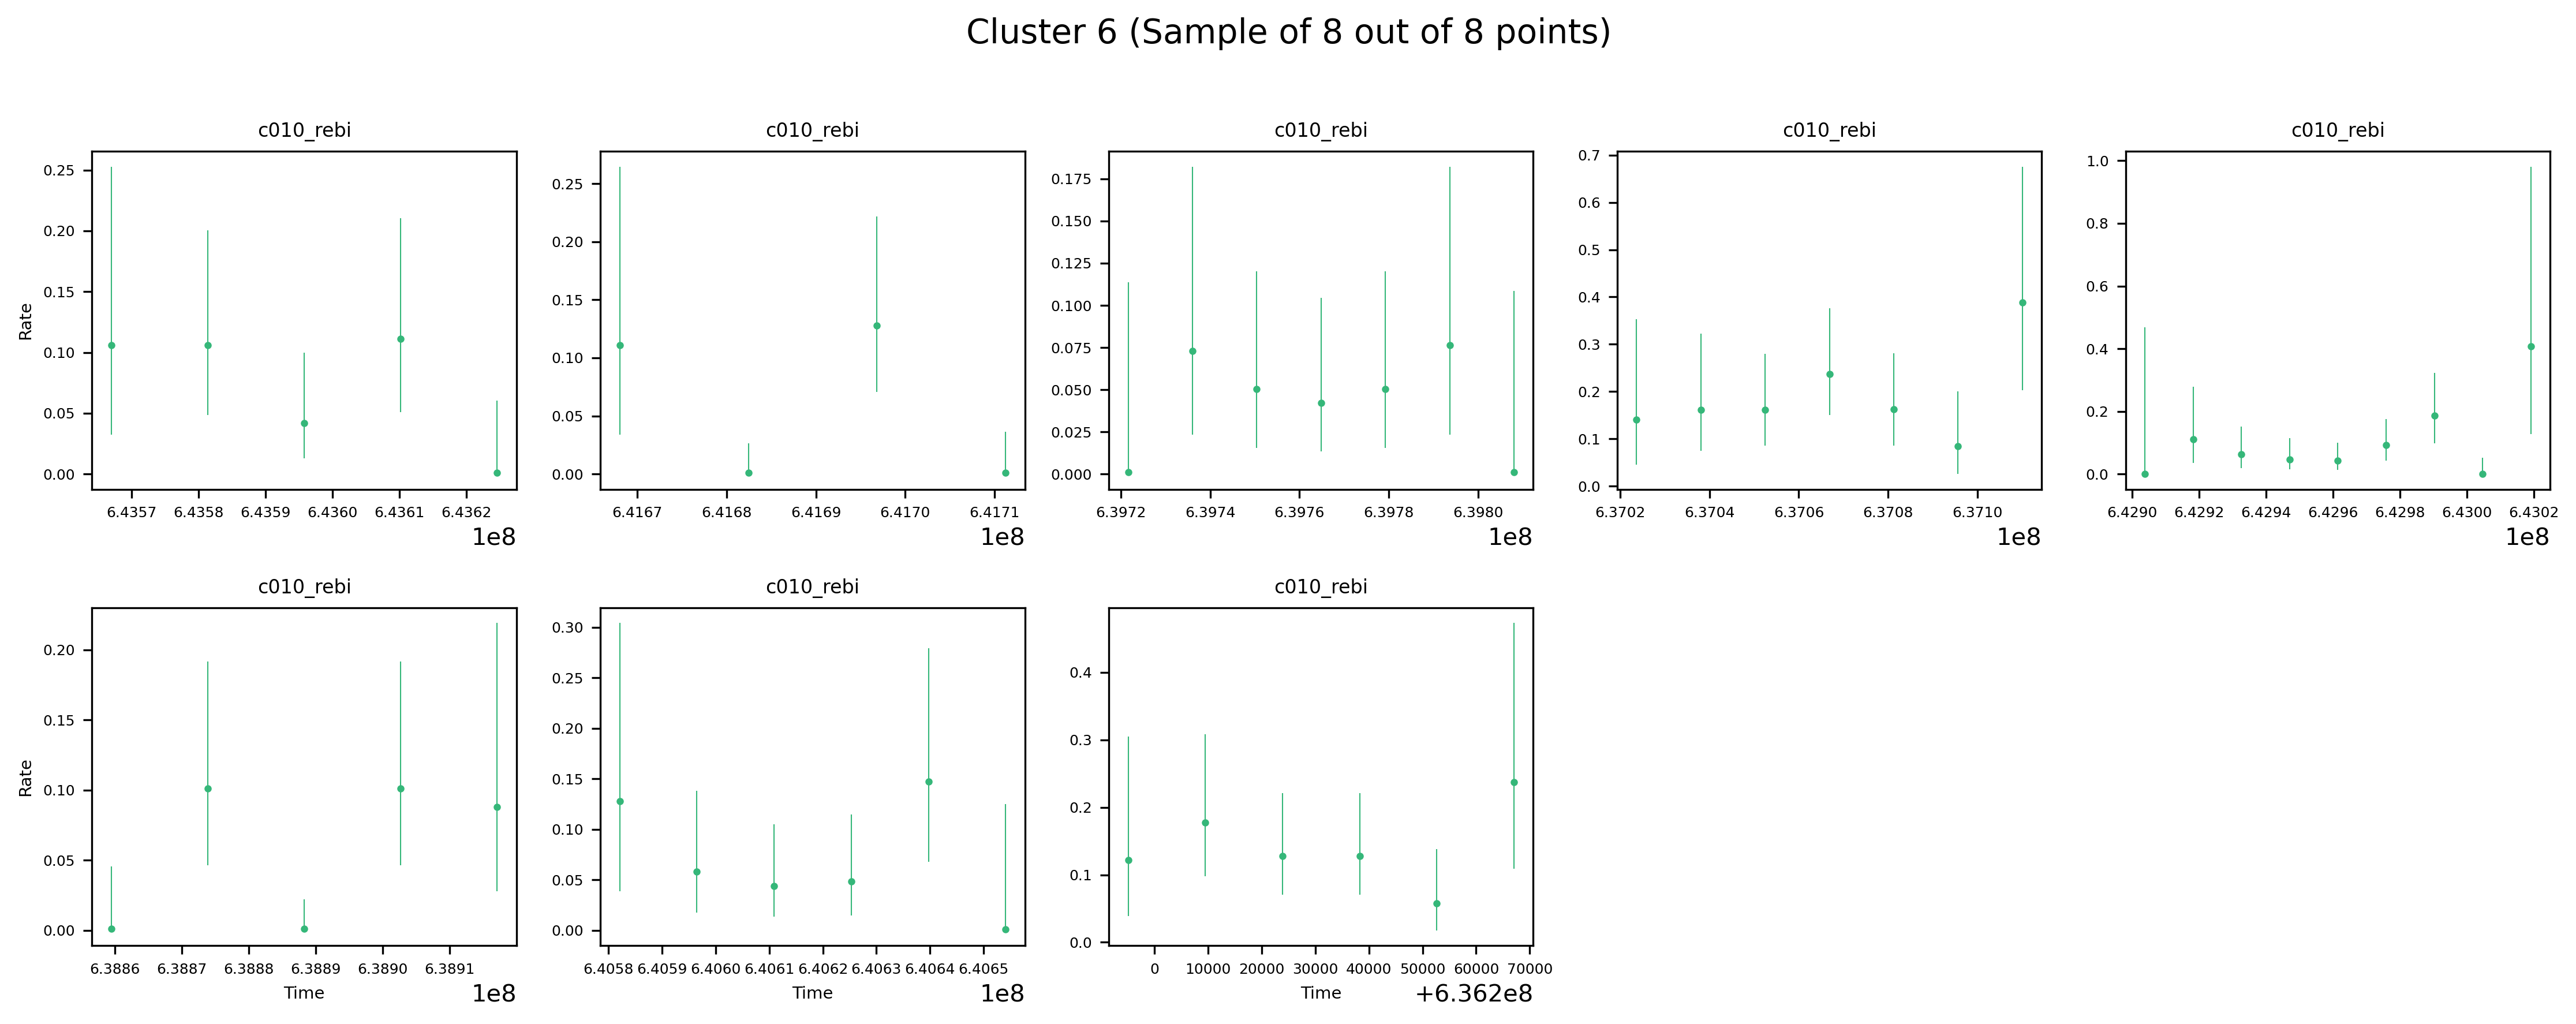 Cluster 6 (Sample of 8 out of 8 points)
c010_rebi c010_rebi c010_rebi c010_rebi c010_rebi
Rate
0.25
0.20
0.15
0.10
0.05
0.00
6.4357 6.4358 6.4359 6.4360 6.4361 6.4362
1e8
0.25
0.20
0.15
0.10
0.05
0.00
6.4167 6.4168 6.4169 6.4170 6.4171
1e8
0.175
0.150
0.125
0.100
0.075
0.050
0.025
0.000
6.3972 6.3974 6.3976 6.3978 6.3980
1e8
0.7
0.6
0.5
0.4
0.3
0.2
0.1
0.0
6.3702 6.3704 6.3706 6.3708 6.3710
1e8
1.0
0.8
0.6
0.4
0.2
0.0
6.4290 6.4292 6.4294 6.4296 6.4298 6.4300 6.4302
1e8
c010_rebi c010_rebi c010_rebi
Rate
0.20
0.15
0.10
0.05
0.00
6.3886 6.3887 6.3888 6.3889 6.3890 6.3891
Time
1e8
0.30
0.25
0.20
0.15
0.10
0.05
0.00
6.4058 6.4059 6.4060 6.4061 6.4062 6.4063 6.4064 6.4065
Time
1e8
0.4
0.3
0.2
0.1
0.0
0 10000 20000 30000 40000 50000 60000 70000
Time
+6.362e8